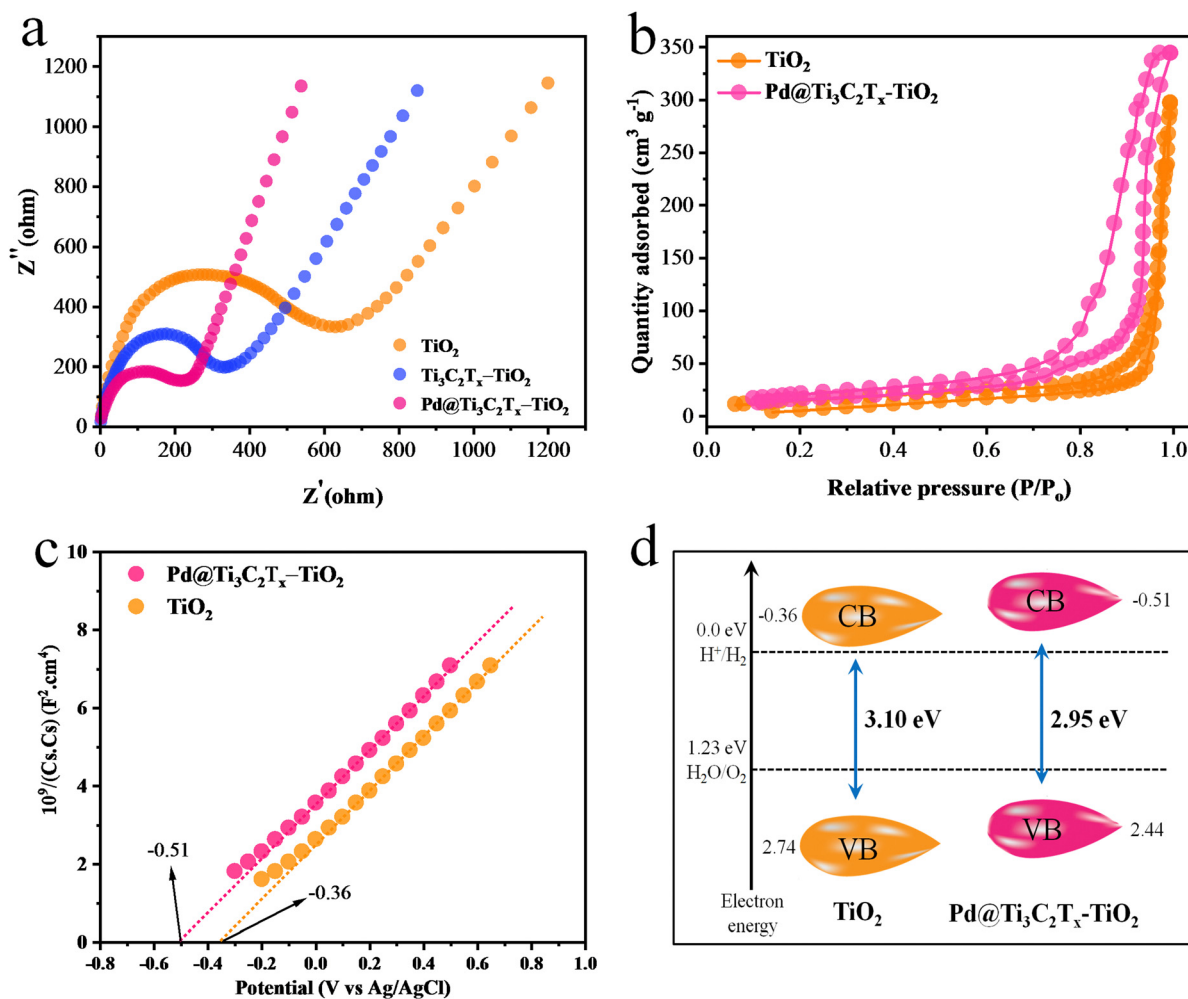 a
1200
1000
800
600
400
200
0
0 200 400 600 800 1000 1200
Z''(ohm)
Z'(ohm)
TiO₂
Ti₃C₂Tₓ–TiO₂
Pd@Ti₃C₂Tₓ–TiO₂
b
350
300
250
200
150
100
50
0
0.0 0.2 0.4 0.6 0.8 1.0
Quantity adsorbed (cm³ g⁻¹)
Relative pressure (P/Pₒ)
TiO₂
Pd@Ti₃C₂Tₓ-TiO₂
c
10
8
6
4
2
0
-0.8 -0.6 -0.4 -0.2 0.0 0.2 0.4 0.6 0.8 1.0
10⁹/(Cs.Cs) (F².cm⁴)
Potential (V vs Ag/AgCl)
Pd@Ti₃C₂Tₓ–TiO₂
TiO₂
-0.51
-0.36
d
CB
CB
-0.36
-0.51
0.0 eV
H⁺/H₂
3.10 eV
2.95 eV
1.23 eV
H₂O/O₂
VB
VB
2.74
2.44
Electron
energy
TiO₂
Pd@Ti₃C₂Tₓ-TiO₂